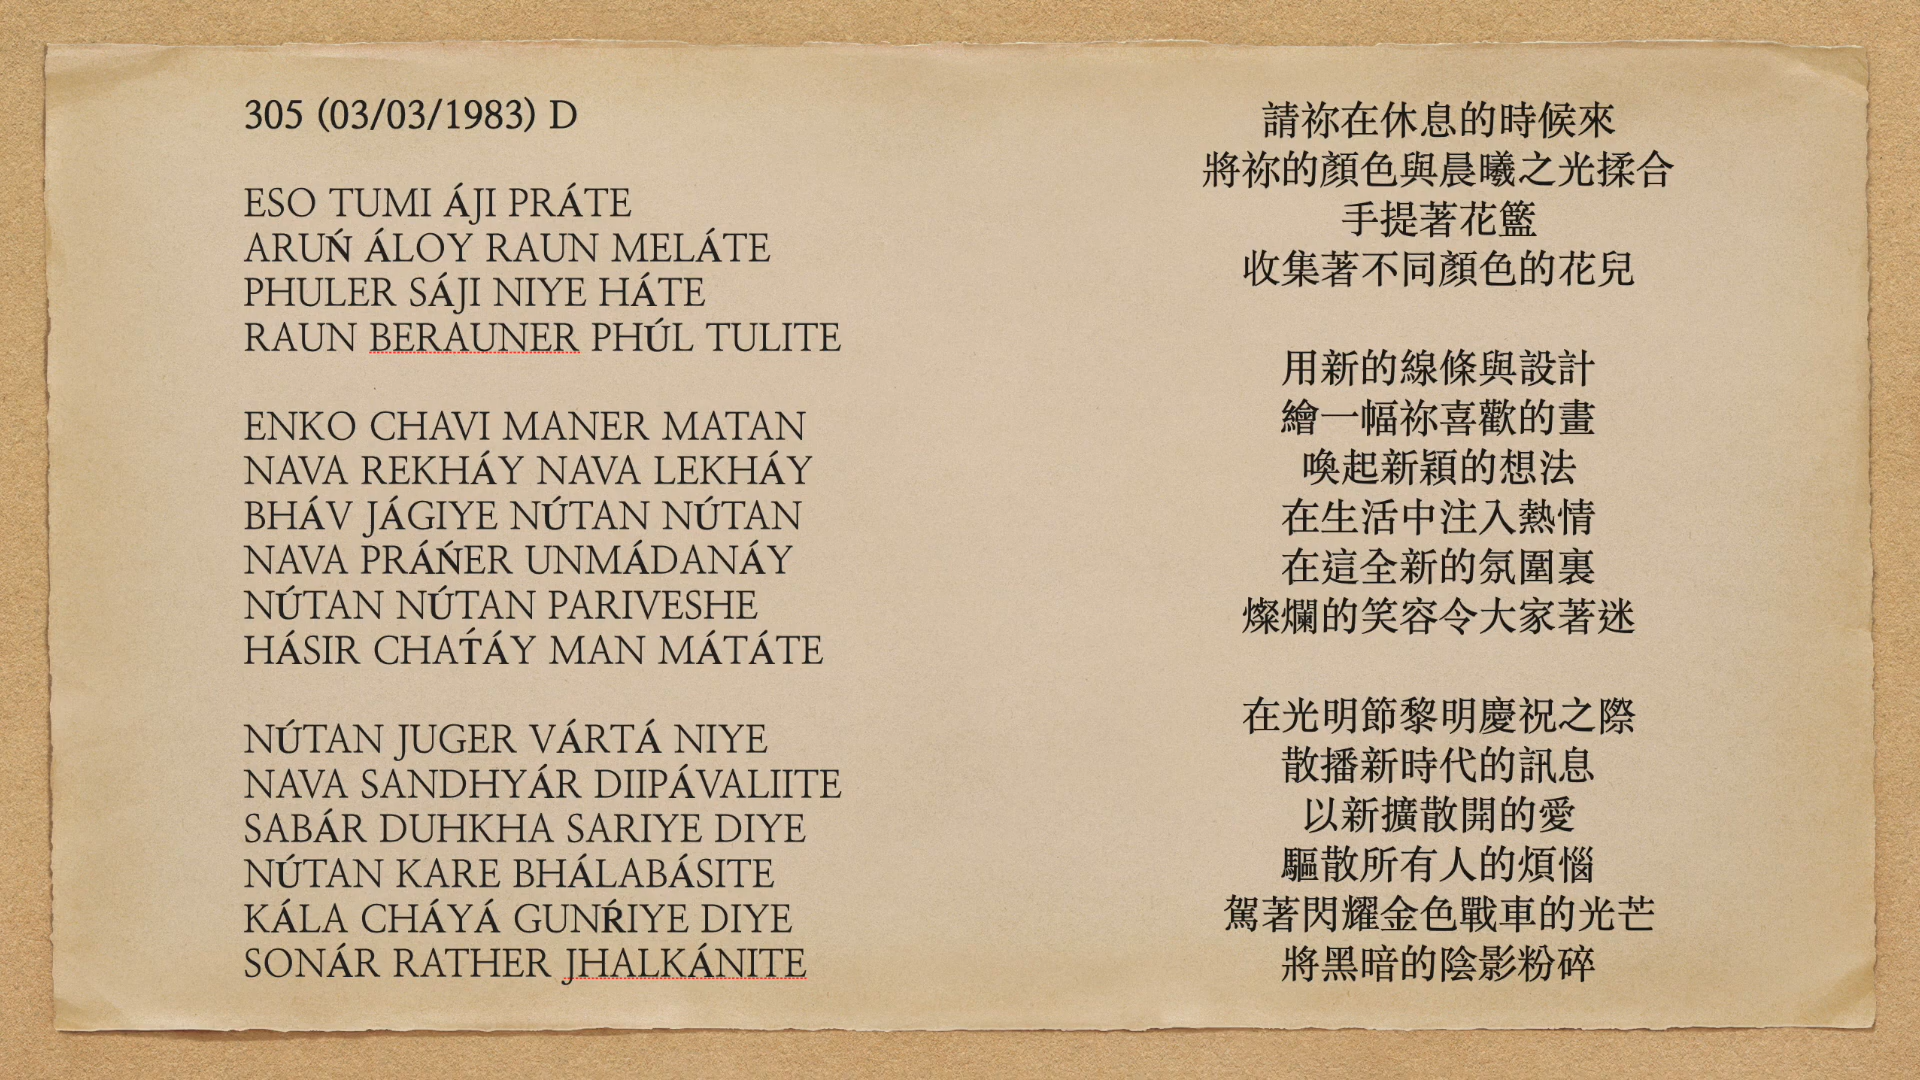 305 (03/03/1983) D
ESO TUMI ÁJI PRÁTE
ARUŃ ÁLOY RAUN MELÁTE
PHULER SÁJI NIYE HÁTE
RAUN BERAUNER PHÚL TULITE
ENKO CHAVI MANER MATAN
NAVA REKHÁY NAVA LEKHÁY
BHÁV JÁGIYE NÚTAN NÚTAN
NAVA PRÁŃER UNMÁDANÁY
NÚTAN NÚTAN PARIVESHE
HÁSIR CHAT́ÁY MAN MÁTÁTE
NÚTAN JUGER VÁRTÁ NIYE
NAVA SANDHYÁR DIIPÁVALIITE
SABÁR DUHKHA SARIYE DIYE
NÚTAN KARE BHÁLABÁSITE
KÁLA CHÁYÁ GUNŔIYE DIYE
SONÁR RATHER JHALKÁNITE
請祢在休息的時候來
將祢的顏色與晨曦之光揉合
手提著花籃
收集著不同顏色的花兒
用新的線條與設計
繪一幅祢喜歡的畫
喚起新穎的想法
在生活中注入熱情
在這全新的氛圍裏
燦爛的笑容令大家著迷
在光明節黎明慶祝之際
散播新時代的訊息
以新擴散開的愛
驅散所有人的煩惱
駕著閃耀金色戰車的光芒
將黑暗的陰影粉碎